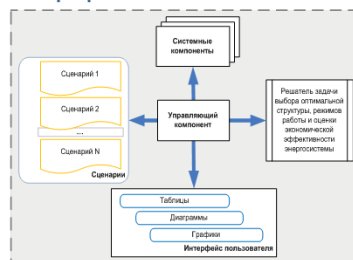 Системные
компоненты
Сценарий 1
Сценарий 2
...
Сценарий N
Сценарии
Управляющий
компонент
Решатель задачи
выбора оптимальной
структуры, режимов
работы и оценки
экономической
эффективности
энергосистемы
Таблицы
Диаграммы
Графики
Интерфейс пользователя